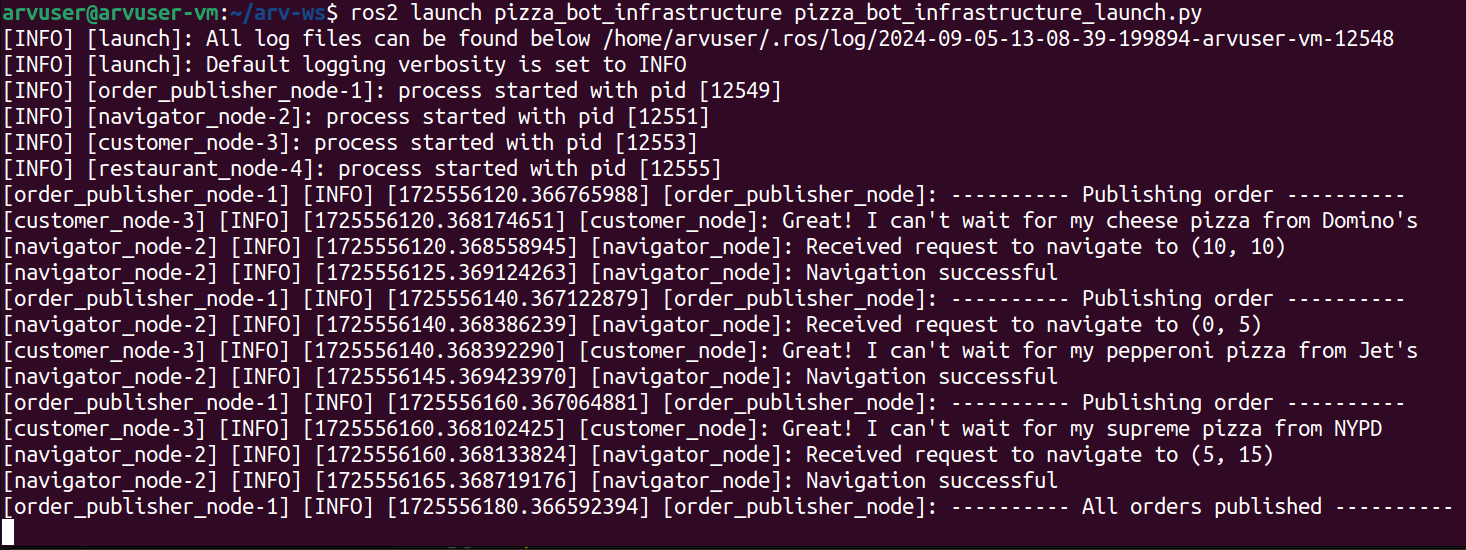 arvuser@arvuser-vm:~/arv-ws$ ros2 launch pizza_bot_infrastructure pizza_bot_infrastructure_launch.py
[INFO] [launch]: All log files can be found below /home/arvuser/.ros/log/2024-09-05-13-08-39-199894-arvuser-vm-12548
[INFO] [launch]: Default logging verbosity is set to INFO
[INFO] [order_publisher_node-1]: process started with pid [12549]
[INFO] [navigator_node-2]: process started with pid [12551]
[INFO] [customer_node-3]: process started with pid [12553]
[INFO] [restaurant_node-4]: process started with pid [12555]
[order_publisher_node-1] [INFO] [1725556120.366765988] [order_publisher_node]: ---------- Publishing order ----------
[customer_node-3] [INFO] [1725556120.368174651] [customer_node]: Great! I can't wait for my cheese pizza from Domino's
[navigator_node-2] [INFO] [1725556120.368558945] [navigator_node]: Received request to navigate to (10, 10)
[navigator_node-2] [INFO] [1725556125.369124263] [navigator_node]: Navigation successful
[order_publisher_node-1] [INFO] [1725556140.367122879] [order_publisher_node]: ---------- Publishing order ----------
[navigator_node-2] [INFO] [1725556140.368386239] [navigator_node]: Received request to navigate to (0, 5)
[customer_node-3] [INFO] [1725556140.368392290] [customer_node]: Great! I can't wait for my pepperoni pizza from Jet's
[navigator_node-2] [INFO] [1725556145.369423970] [navigator_node]: Navigation successful
[order_publisher_node-1] [INFO] [1725556160.367064881] [order_publisher_node]: ---------- Publishing order ----------
[customer_node-3] [INFO] [1725556160.368102425] [customer_node]: Great! I can't wait for my supreme pizza from NYPD
[navigator_node-2] [INFO] [1725556160.368133824] [navigator_node]: Received request to navigate to (5, 15)
[navigator_node-2] [INFO] [1725556165.368719176] [navigator_node]: Navigation successful
[order_publisher_node-1] [INFO] [1725556180.366592394] [order_publisher_node]: ---------- All orders published ----------